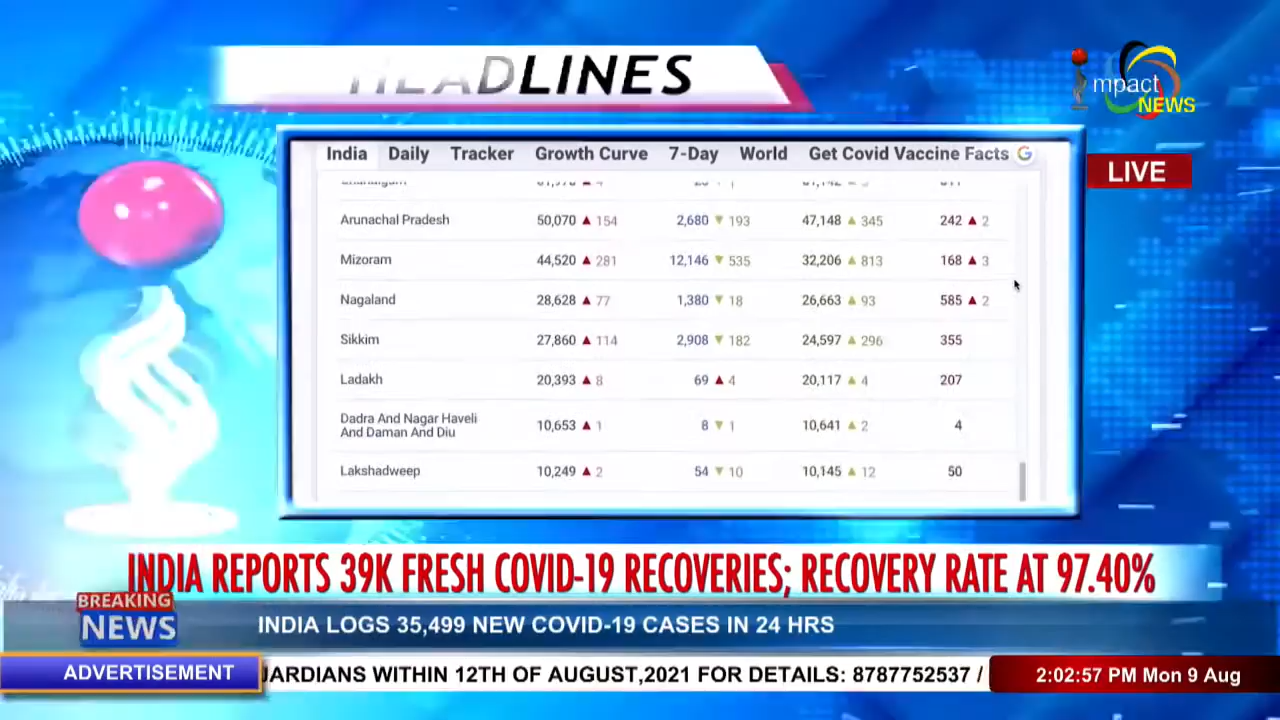 HEADLINES
impact
NEWS
LIVE
India Daily Tracker Growth Curve 7-Day World Get Covid Vaccine Facts G
Arunachal Pradesh 50,070 ▲ 154 2,680 ▼ 193 47,148 ▲ 345 242 ▲ 2
Mizoram 44,520 ▲ 281 12,146 ▼ 535 32,206 ▲ 813 168 ▲ 3
Nagaland 28,628 ▲ 77 1,380 ▼ 18 26,663 ▲ 93 585 ▲ 2
Sikkim 27,860 ▲ 114 2,908 ▼ 182 24,597 ▲ 296 355
Ladakh 20,393 ▲ 8 69 ▲ 4 20,117 ▲ 4 207
Dadra And Nagar Haveli
And Daman And Diu 10,653 ▲ 1 8 ▼ 1 10,641 ▲ 2 4
Lakshadweep 10,249 ▲ 2 54 ▼ 10 10,145 ▲ 12 50
INDIA REPORTS 39K FRESH COVID-19 RECOVERIES; RECOVERY RATE AT 97.40%
BREAKING
NEWS
INDIA LOGS 35,499 NEW COVID-19 CASES IN 24 HRS
ADVERTISEMENT
UARDIANS WITHIN 12TH OF AUGUST,2021 FOR DETAILS: 8787752537 /
2:02:57 PM Mon 9 Aug